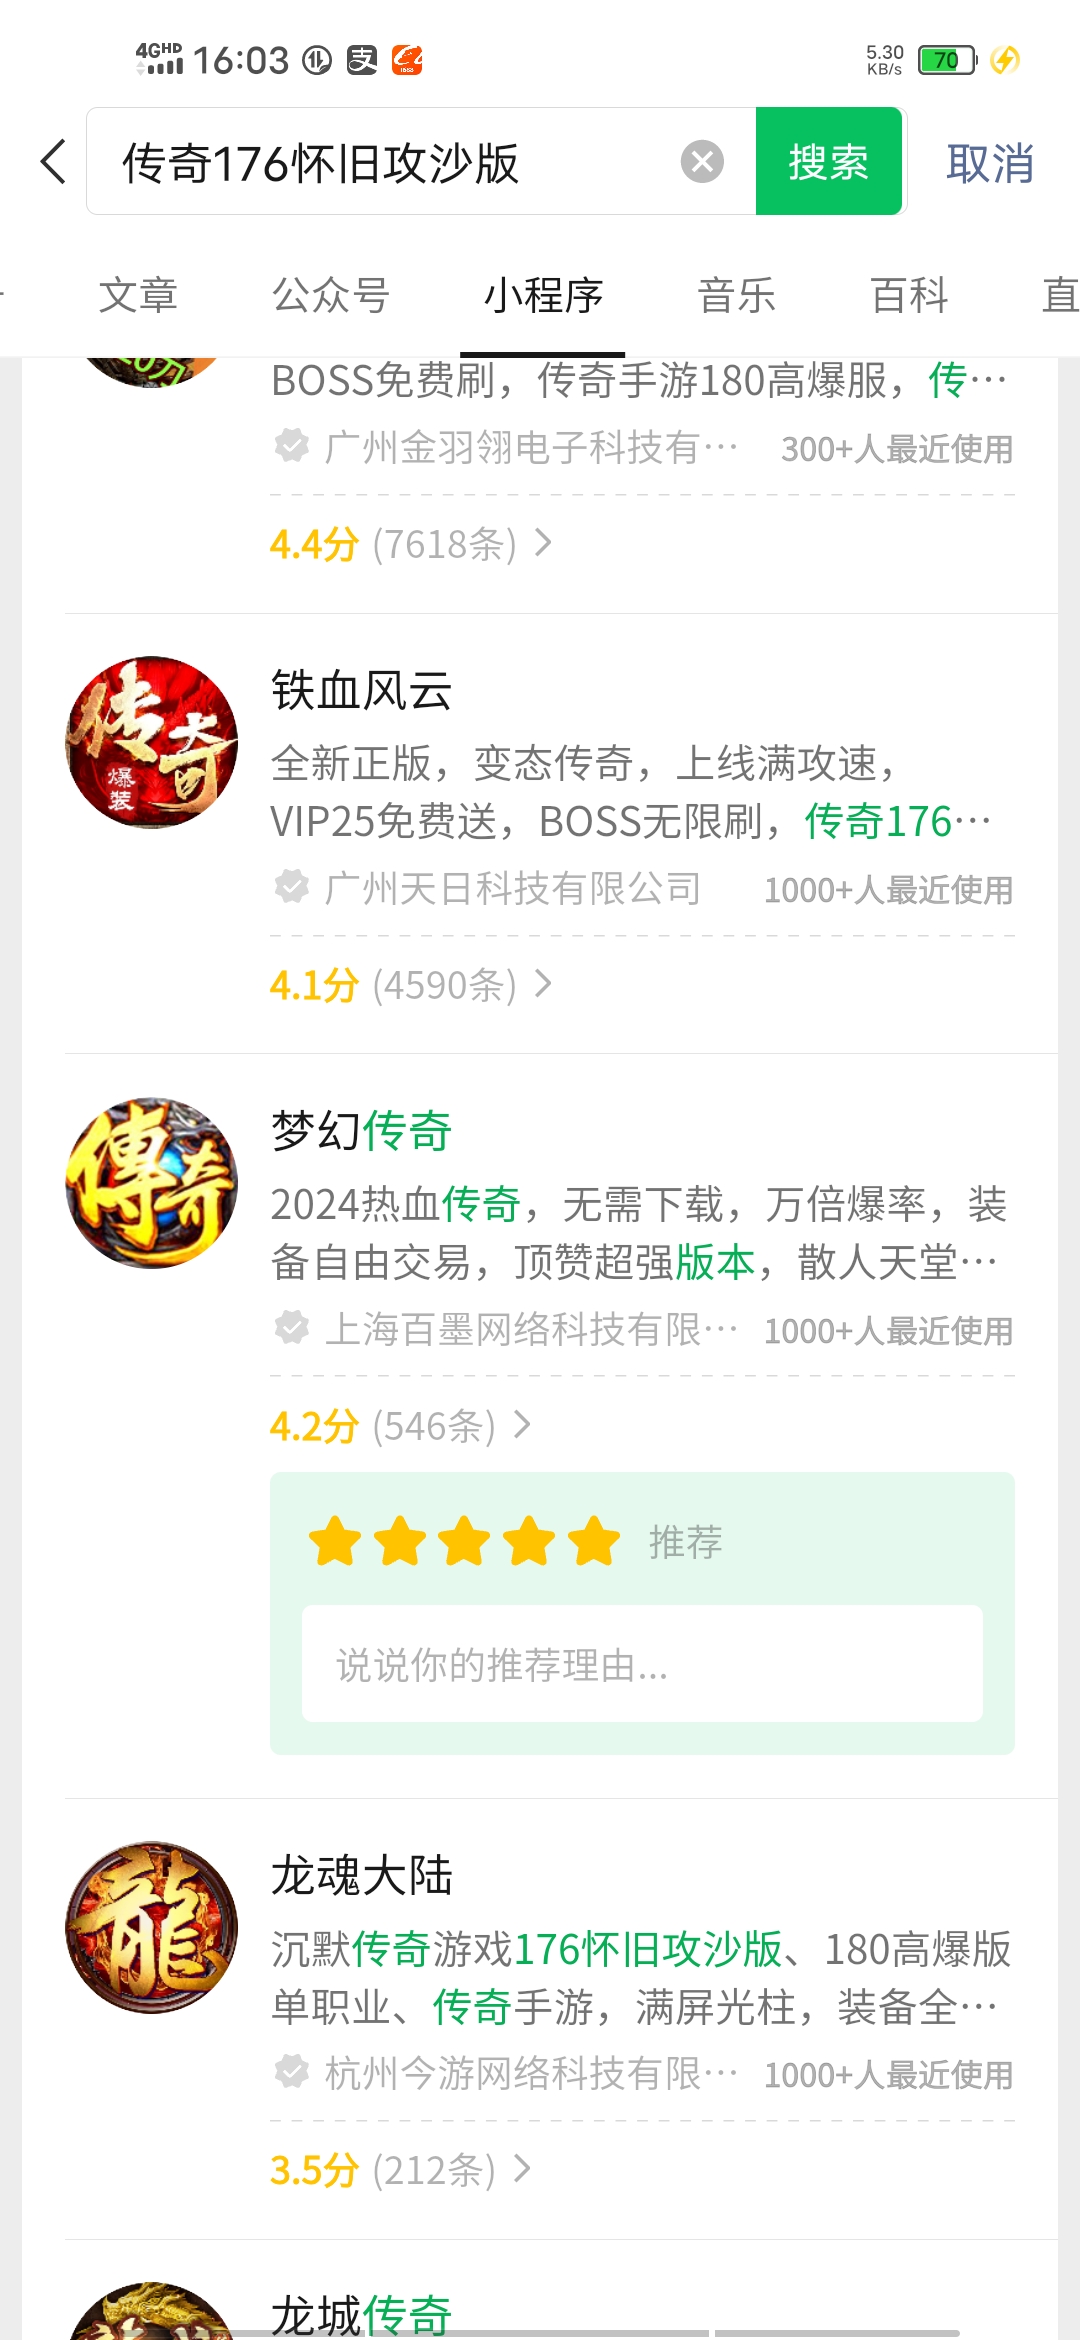 4GHD 16:03 支 1688 5.30 KB/s 70
传奇176怀旧攻沙版 搜索 取消
文章 公众号 小程序 音乐 百科 直
BOSS免费刷，传奇手游180高爆服，传…
广州金羽翎电子科技有… 300+人最近使用
4.4分 (7618条)
传奇
爆装
铁血风云
全新正版，变态传奇，上线满攻速，
VIP25免费送，BOSS无限刷，传奇176…
广州天日科技有限公司 1000+人最近使用
4.1分 (4590条)
傳奇
梦幻传奇
2024热血传奇，无需下载，万倍爆率，装
备自由交易，顶赞超强版本，散人天堂…
上海百墨网络科技有限… 1000+人最近使用
4.2分 (546条)
推荐
说说你的推荐理由...
龍
龙魂大陆
沉默传奇游戏176怀旧攻沙版、180高爆版
单职业、传奇手游，满屏光柱，装备全…
杭州今游网络科技有限… 1000+人最近使用
3.5分 (212条)
龙城传奇